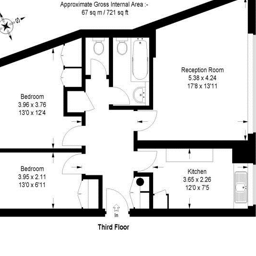 Approximate Gross Internal Area :-
67 sq m / 721 sq ft
Reception Room
5.38 x 4.24
17'8 x 13'11
Bedroom
3.96 x 3.76
13'0 x 12'4
Bedroom
3.95 x 2.11
13'0 x 6'11
Kitchen
3.65 x 2.26
12'0 x 7'5
IN
Third Floor